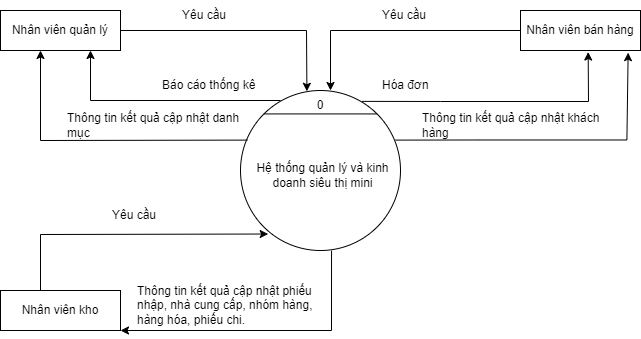 Yêu cầu
Yêu cầu
Nhân viên quản lý
Nhân viên bán hàng
Báo cáo thống kê
Hóa đơn
0
Thông tin kết quả cập nhật danh
mục
Thông tin kết quả cập nhật khách
hàng
Hệ thống quản lý và kinh
doanh siêu thị mini
Yêu cầu
Thông tin kết quả cập nhật phiếu
nhập, nhà cung cấp, nhóm hàng,
hàng hóa, phiếu chi.
Nhân viên kho